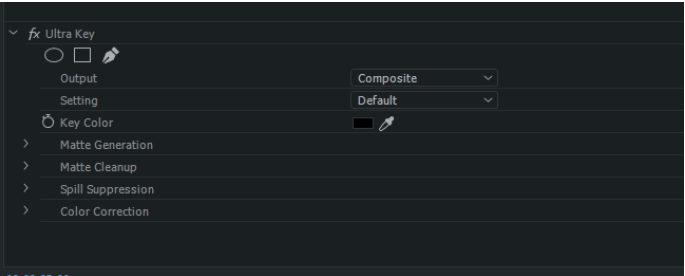 fx Ultra Key
Output Composite
Setting Default
Key Color
Matte Generation
Matte Cleanup
Spill Suppression
Color Correction